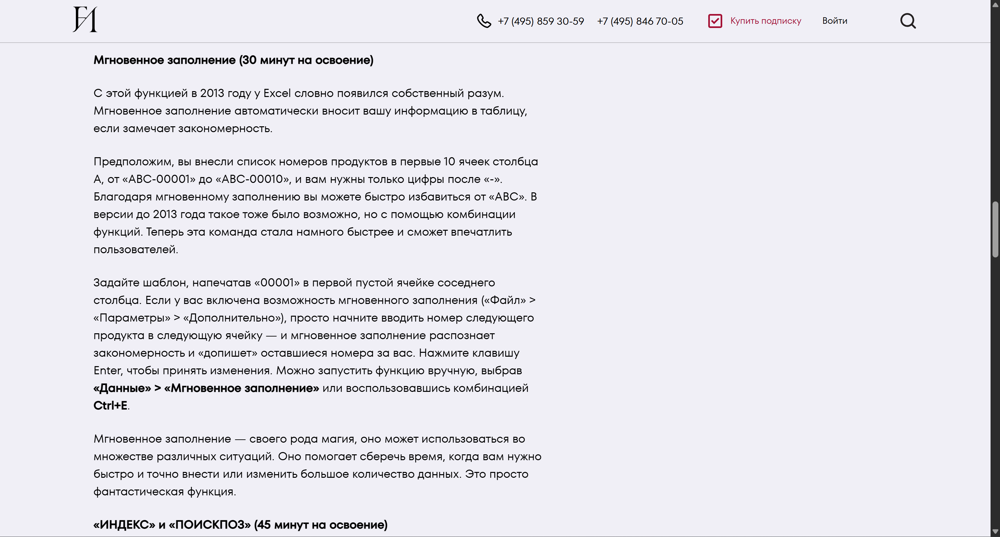 +7 (495) 859 30-59 +7 (495) 846 70-05 Купить подписку Войти
Мгновенное заполнение (30 минут на освоение)
С этой функцией в 2013 году у Excel словно появился собственный разум.
Мгновенное заполнение автоматически вносит вашу информацию в таблицу,
если замечает закономерность.
Предположим, вы внесли список номеров продуктов в первые 10 ячеек столбца
А, от «ABC-00001» до «ABC-00010», и вам нужны только цифры после «-».
Благодаря мгновенному заполнению вы можете быстро избавиться от «ABC». В
версии до 2013 года такое тоже было возможно, но с помощью комбинации
функций. Теперь эта команда стала намного быстрее и сможет впечатлить
пользователей.
Задайте шаблон, напечатав «00001» в первой пустой ячейке соседнего
столбца. Если у вас включена возможность мгновенного заполнения («Файл» >
«Параметры» > «Дополнительно»), просто начните вводить номер следующего
продукта в следующую ячейку — и мгновенное заполнение распознает
закономерность и «допишет» оставшиеся номера за вас. Нажмите клавишу
Enter, чтобы принять изменения. Можно запустить функцию вручную, выбрав
«Данные» > «Мгновенное заполнение» или воспользовавшись комбинацией
Ctrl+E.
Мгновенное заполнение — своего рода магия, оно может использоваться во
множестве различных ситуаций. Оно помогает сберечь время, когда вам нужно
быстро и точно внести или изменить большое количество данных. Это просто
фантастическая функция.
«ИНДЕКС» и «ПОИСКПОЗ» (45 минут на освоение)